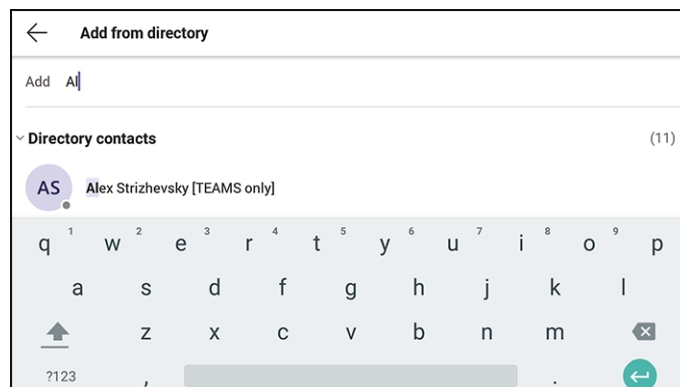 Add from directory
Add Al
Directory contacts (11)
AS Alex Strizhevsky [TEAMS only]
1 2 3 4 5 6 7 8 9
q w e r t y u i o p
a s d f g h j k l
z x c v b n m
?123 , .